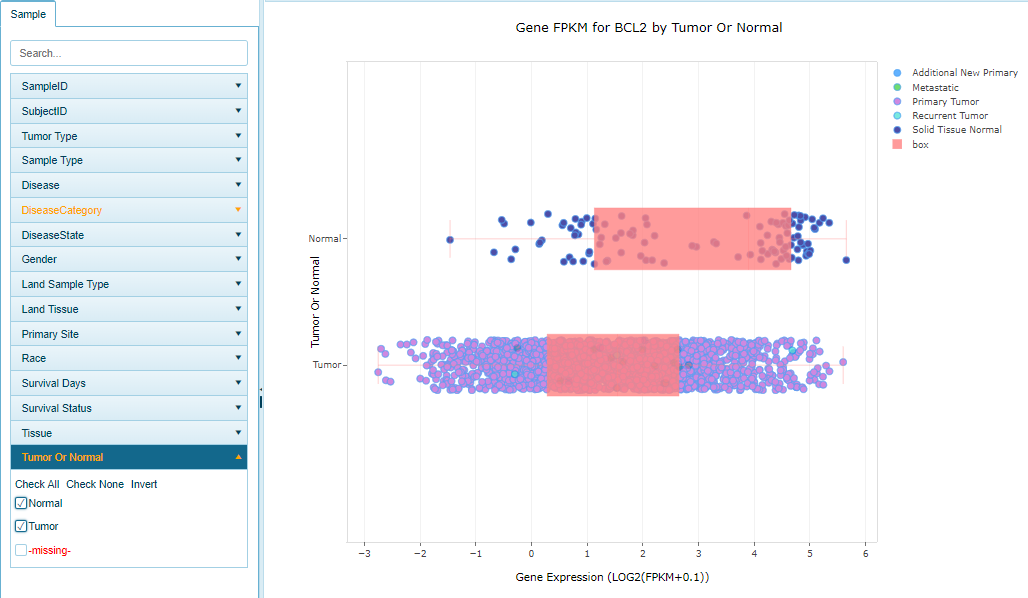 Sample
Search...
SampleID
SubjectID
Tumor Type
Sample Type
Disease
DiseaseCategory
DiseaseState
Gender
Land Sample Type
Land Tissue
Primary Site
Race
Survival Days
Survival Status
Tissue
Tumor Or Normal
Check All Check None Invert
Normal
Tumor
-missing-
Gene FPKM for BCL2 by Tumor Or Normal
Tumor Or Normal
Normal
Tumor
−3 −2 −1 0 1 2 3 4 5 6
Gene Expression (LOG2(FPKM+0.1))
Additional New Primary
Metastatic
Primary Tumor
Recurrent Tumor
Solid Tissue Normal
box